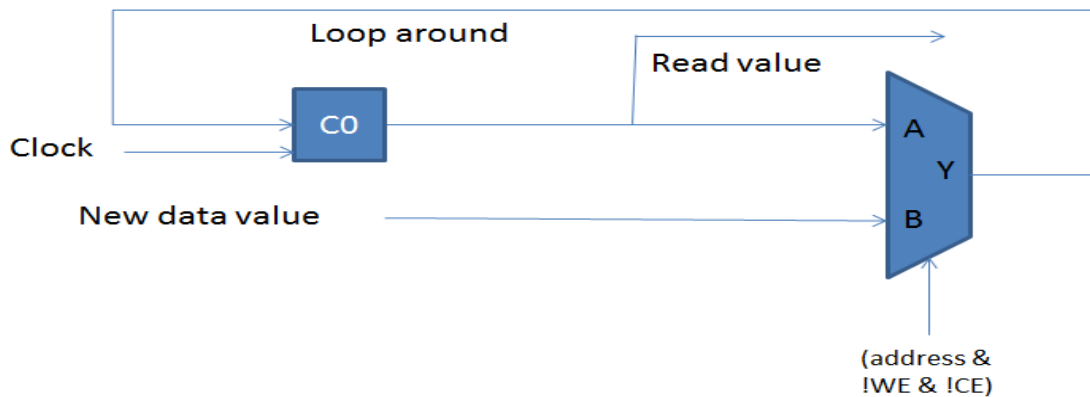 Loop around
Read value
C0
A
Clock
Y
New data value
B
(address &
!WE & !CE)